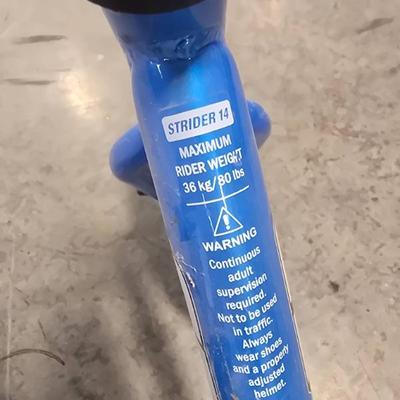 STRIDER 14
MAXIMUM
RIDER WEIGHT
36 kg/80 lbs
WARNING
Continuous
adult
supervision
required.
Not to be used
in traffic.
Always
wear shoes
and a properly
adjusted
helmet.